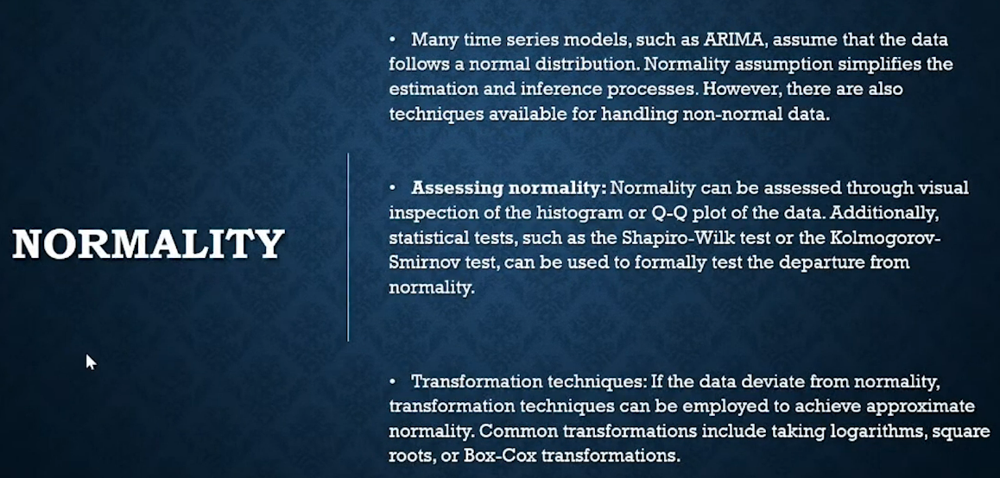 NORMALITY
• Many time series models, such as ARIMA, assume that the data
follows a normal distribution. Normality assumption simplifies the
estimation and inference processes. However, there are also
techniques available for handling non-normal data.
• Assessing normality: Normality can be assessed through visual
inspection of the histogram or Q-Q plot of the data. Additionally,
statistical tests, such as the Shapiro-Wilk test or the Kolmogorov-
Smirnov test, can be used to formally test the departure from
normality.
• Transformation techniques: If the data deviate from normality,
transformation techniques can be employed to achieve approximate
normality. Common transformations include taking logarithms, square
roots, or Box-Cox transformations.